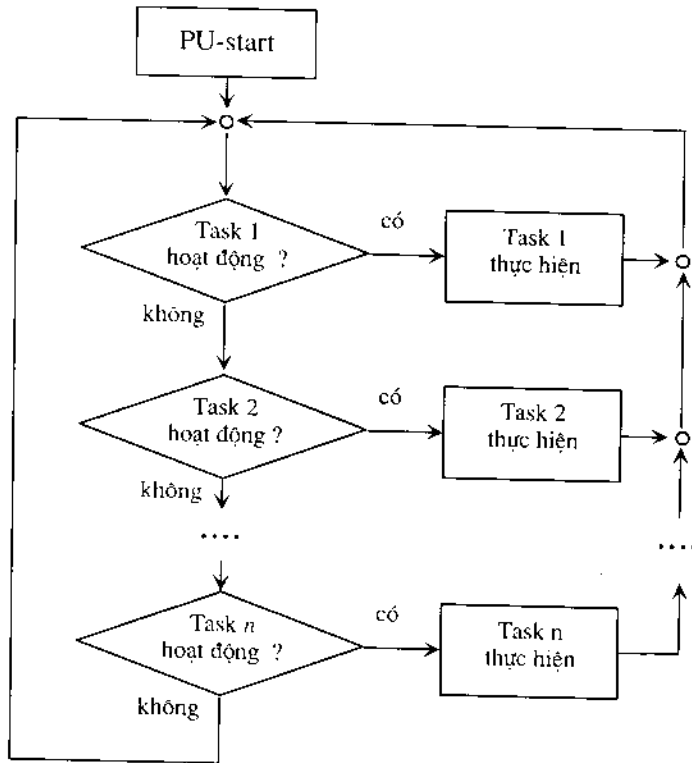 PU-start
Task 1
hoạt động ?
có
Task 1
thực hiện
không
Task 2
hoạt động ?
có
Task 2
thực hiện
không
....
....
Task n
hoạt động ?
có
Task n
thực hiện
không